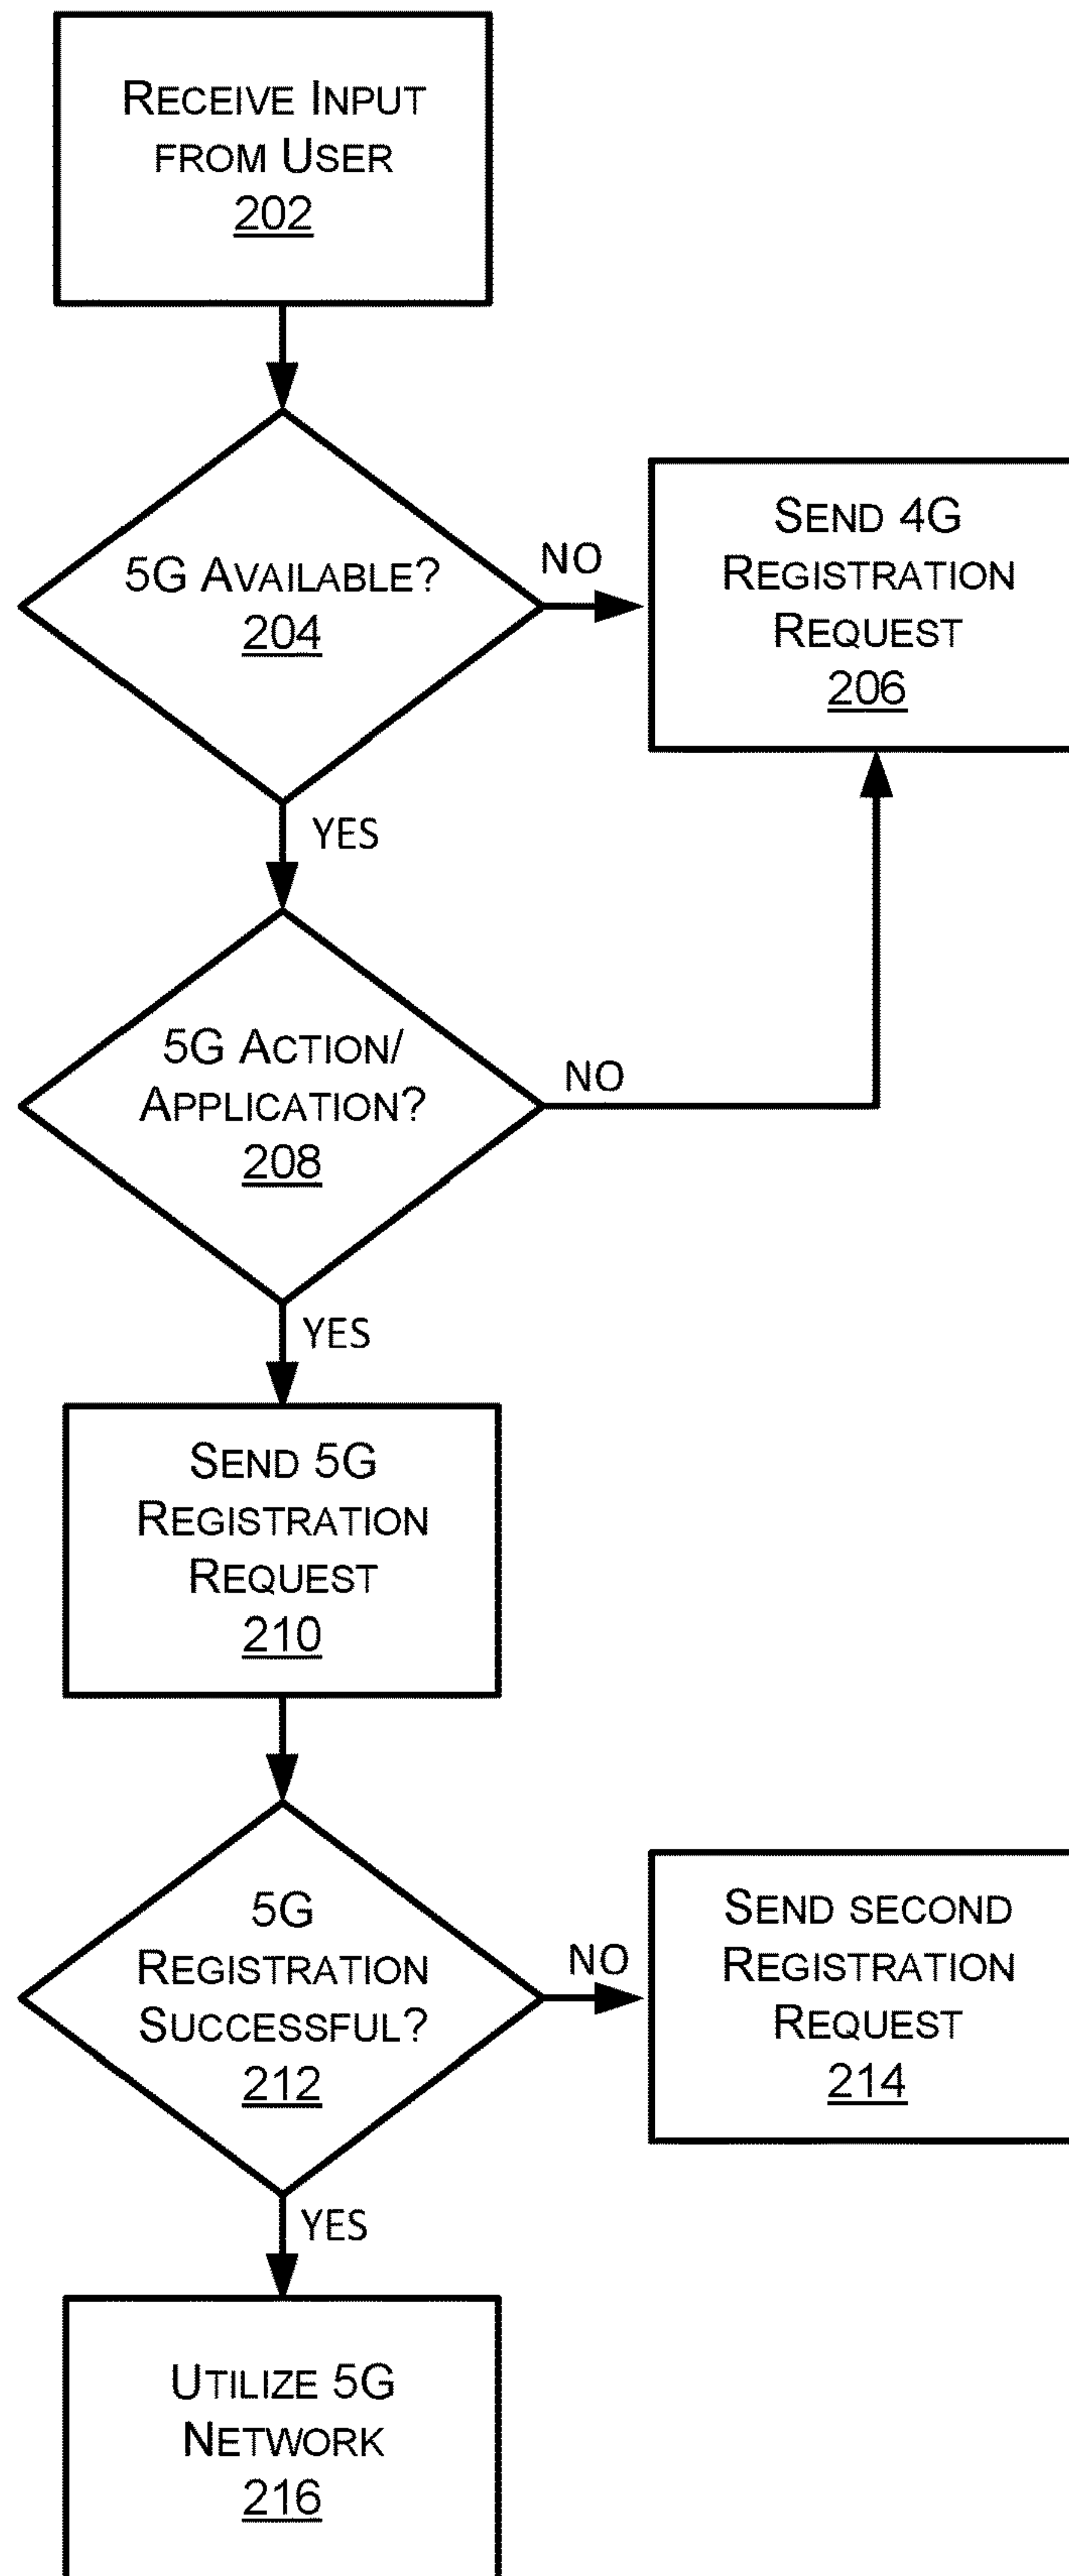 RECEIVE INPUT
FROM USER
202
5G AVAILABLE?
204
NO
SEND 4G
REGISTRATION
REQUEST
206
YES
5G ACTION/
APPLICATION?
208
NO
YES
SEND 5G
REGISTRATION
REQUEST
210
5G
REGISTRATION
SUCCESSFUL?
212
NO
SEND SECOND
REGISTRATION
REQUEST
214
YES
UTILIZE 5G
NETWORK
216